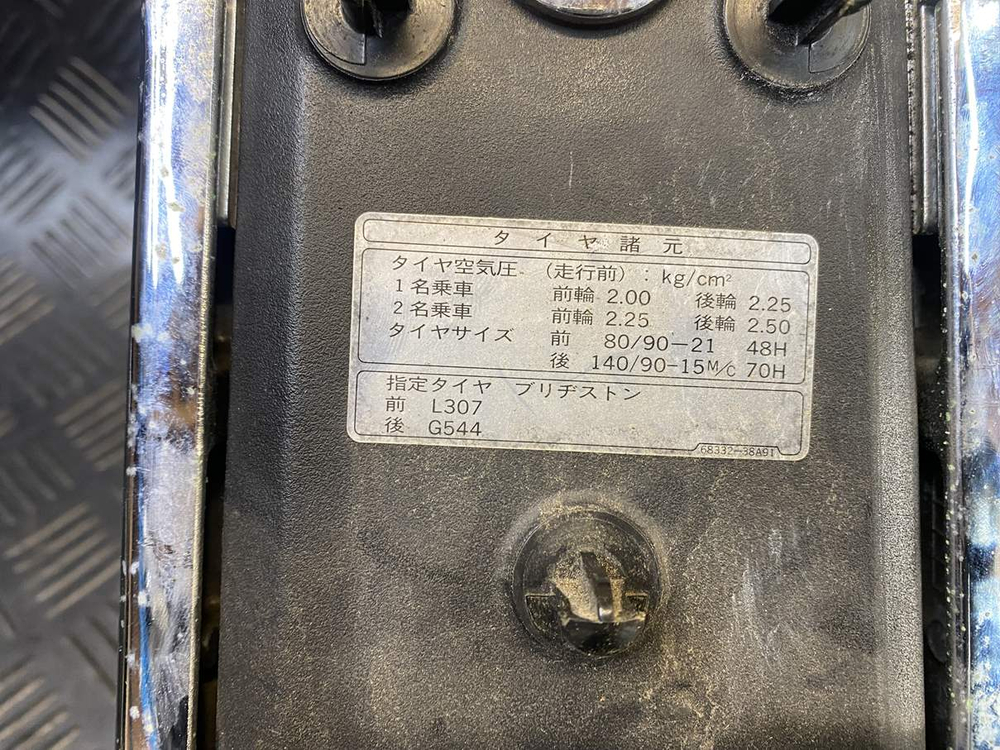 タイヤ諸元
タイヤ空気圧 (走行前) : kg/cm²
1名乗車 前輪 2.00 後輪 2.25
2名乗車 前輪 2.25 後輪 2.50
タイヤサイズ 前 80/90-21 48H
後 140/90-15M/C 70H
指定タイヤ ブリヂストン
前 L307
後 G544
68332-38A91